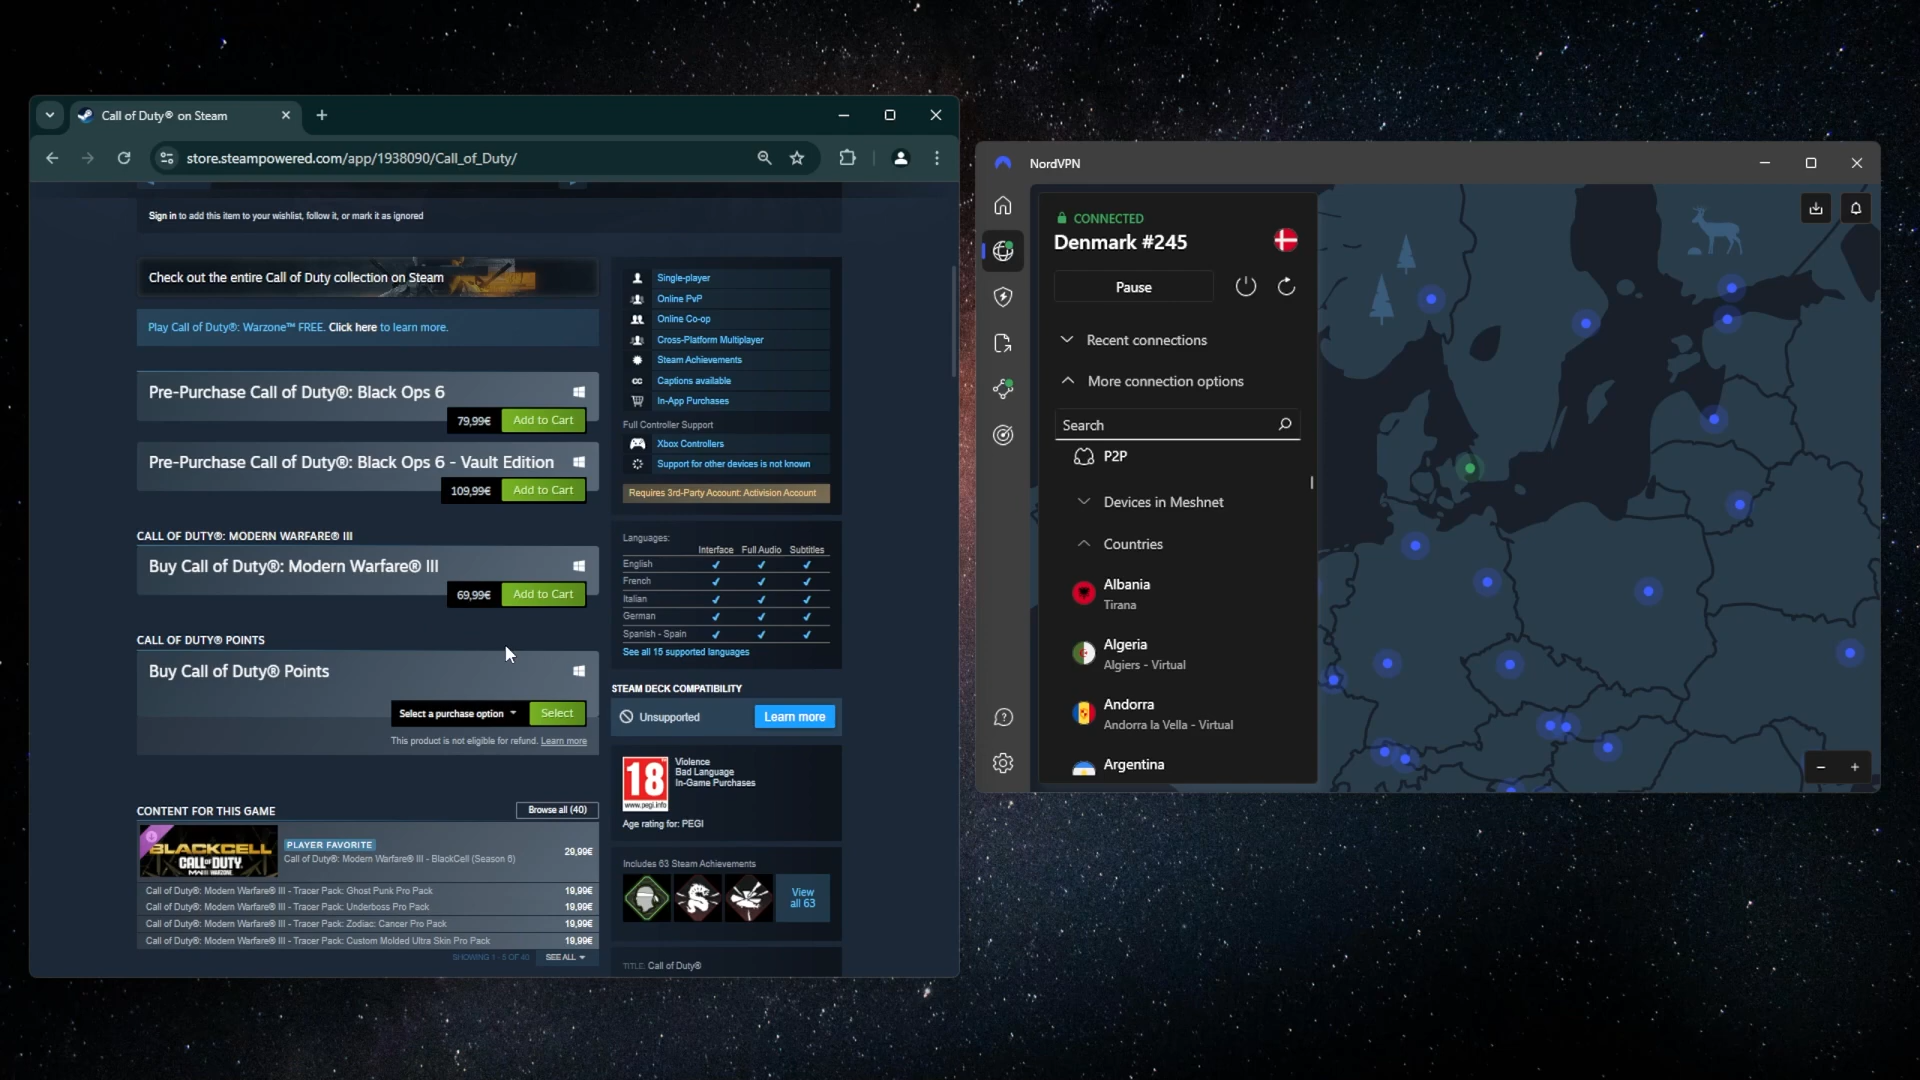 Call of Duty® on Steam
store.steampowered.com/app/1938090/Call_of_Duty/
Sign in to add this item to your wishlist, follow it, or mark it as ignored
Check out the entire Call of Duty collection on Steam
Play Call of Duty®: Warzone™ FREE. Click here to learn more.
Pre-Purchase Call of Duty®: Black Ops 6
79,99€
Add to Cart
Pre-Purchase Call of Duty®: Black Ops 6 - Vault Edition
109,99€
Add to Cart
CALL OF DUTY®: MODERN WARFARE® III
Buy Call of Duty®: Modern Warfare® III
69,99€
Add to Cart
CALL OF DUTY® POINTS
Buy Call of Duty® Points
Select a purchase option
Select
This product is not eligible for refund. Learn more
CONTENT FOR THIS GAME
Browse all (40)
BLACKCELL
CALL OF DUTY
PLAYER FAVORITE
Call of Duty®: Modern Warfare® III - BlackCell (Season 6)
29,99€
Call of Duty®: Modern Warfare® III - Tracer Pack: Ghost Punk Pro Pack
19,99€
Call of Duty®: Modern Warfare® III - Tracer Pack: Underboss Pro Pack
19,99€
Call of Duty®: Modern Warfare® III - Tracer Pack: Zodiac: Cancer Pro Pack
19,99€
Call of Duty®: Modern Warfare® III - Tracer Pack: Custom Molded Ultra Skin Pro Pack
19,99€
SHOWING 1 - 5 OF 40
SEE ALL
Single-player
Online PvP
Online Co-op
Cross-Platform Multiplayer
Steam Achievements
CC
Captions available
In-App Purchases
Full Controller Support
Xbox Controllers
Support for other devices is not known
Requires 3rd-Party Account: Activision Account
Languages:
Interface Full Audio Subtitles
English
French
Italian
German
Spanish - Spain
See all 15 supported languages
STEAM DECK COMPATIBILITY
Unsupported
Learn more
18
www.pegi.info
Violence
Bad Language
In-Game Purchases
Age rating for: PEGI
Includes 63 Steam Achievements
View
all 63
TITLE: Call of Duty®
NordVPN
CONNECTED
Denmark #245
Pause
Recent connections
More connection options
Search
P2P
Devices in Meshnet
Countries
Albania
Tirana
Algeria
Algiers - Virtual
Andorra
Andorra la Vella - Virtual
Argentina